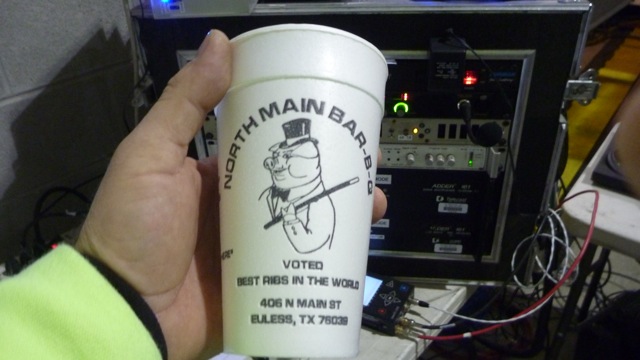 NORTH MAIN BAR-B-Q
VOTED
BEST RIBS IN THE WORLD
406 N MAIN ST
EULESS, TX 76039